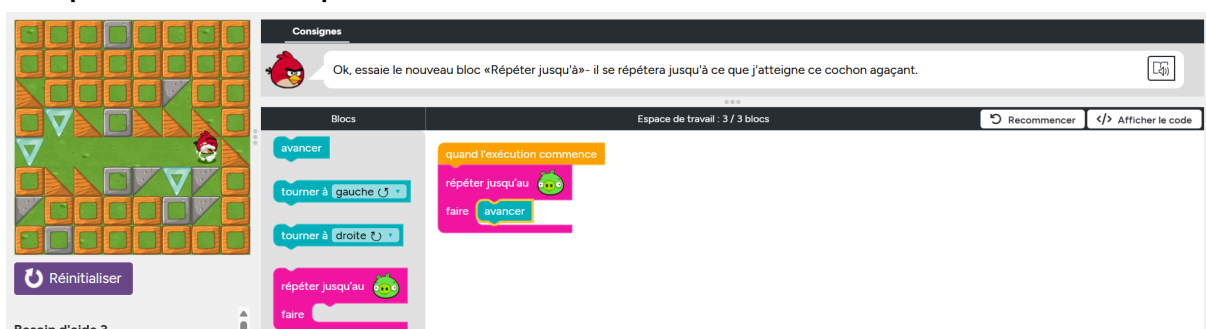 Consignes
Ok, essaie le nouveau bloc «Répéter jusqu'à»- il se répétera jusqu'à ce que j'atteigne ce cochon agaçant.
Blocs
Espace de travail : 3 / 3 blocs
Recommencer
</> Afficher le code
avancer
tourner à gauche
tourner à droite
répéter jusqu'au
faire
quand l'exécution commence
répéter jusqu'au
faire avancer
Réinitialiser
Besoin d'aide ?